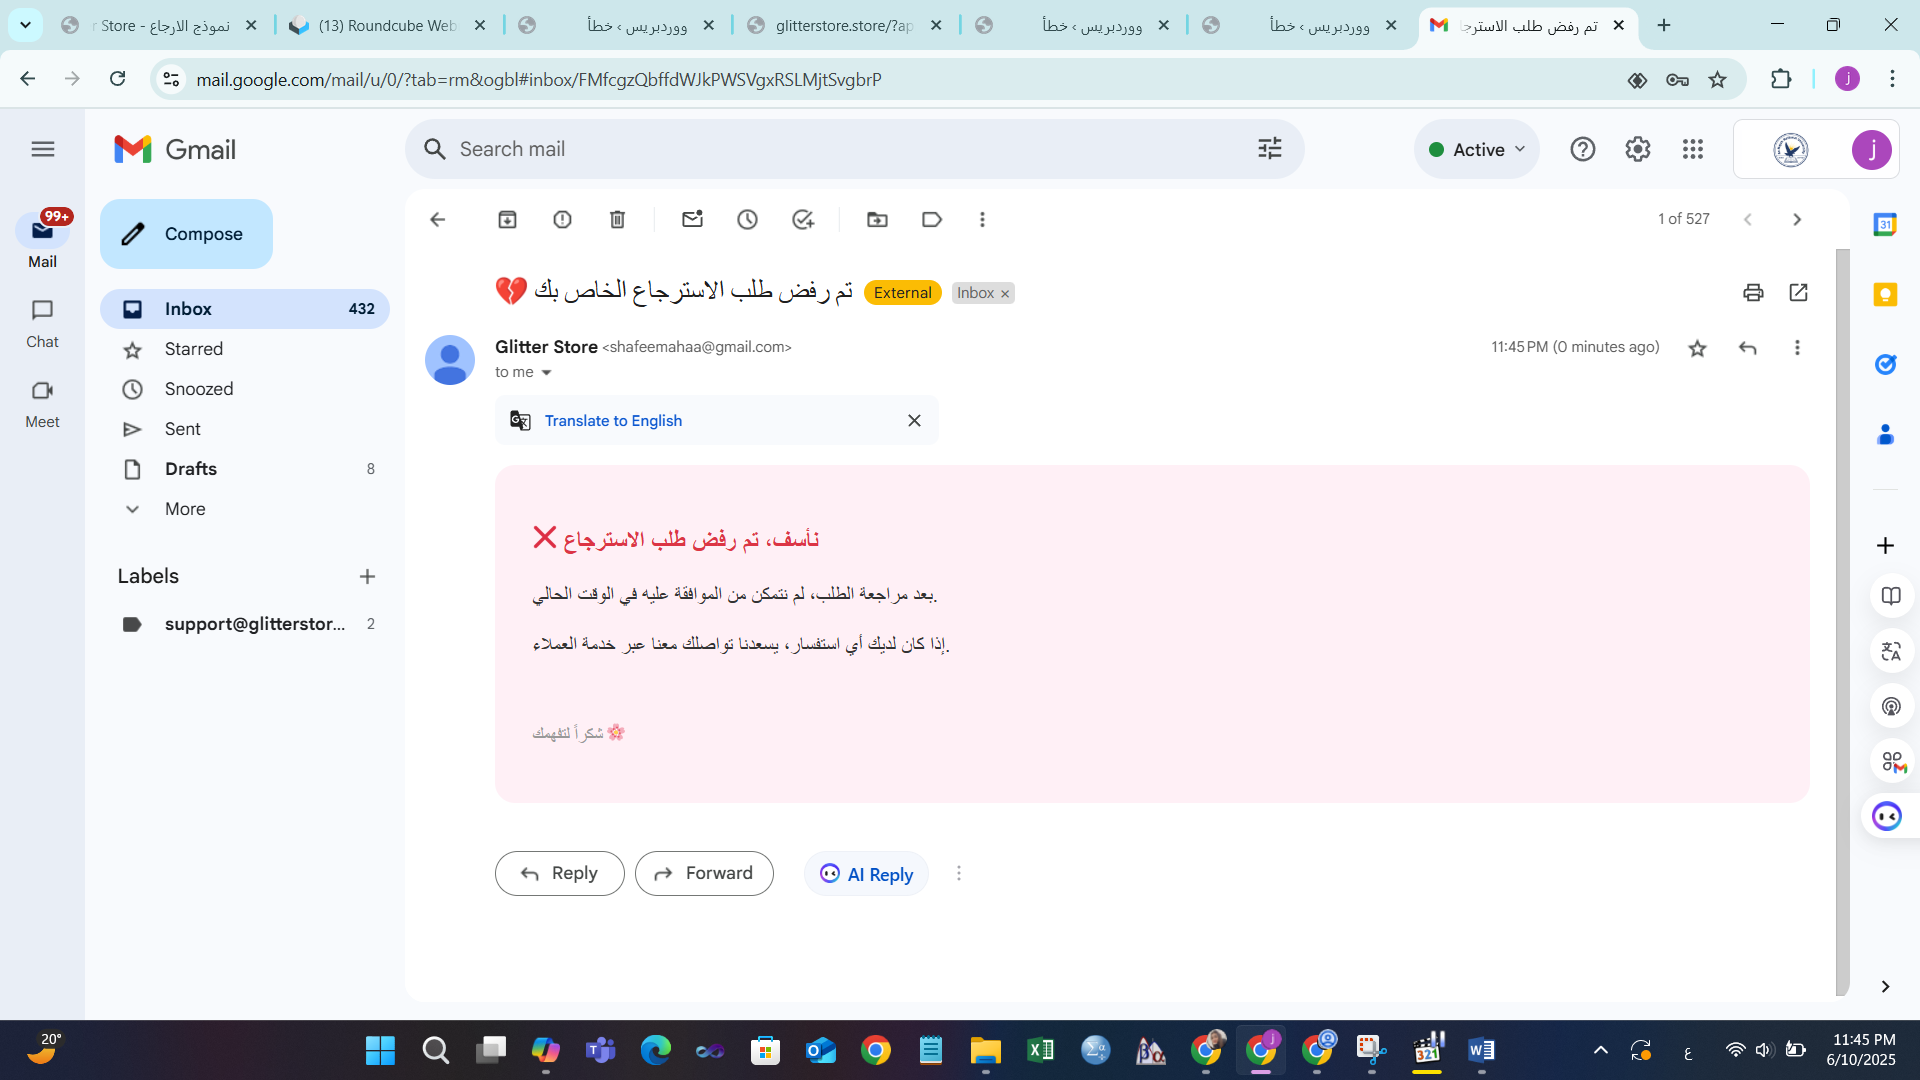 نموذج الارجاع - r Store
(13) Roundcube Web
ووردبريس › خطأ
glitterstore.store/?ap
ووردبريس › خطأ
ووردبريس › خطأ
تم رفض طلب الاسترجا
mail.google.com/mail/u/0/?tab=rm&ogbl#inbox/FMfcgzQbffdWJkPWSVgxRSLMjtSvgbrP
j
Gmail
Search mail
Active
j
99+
Mail
Chat
Meet
Compose
Inbox 432
Starred
Snoozed
Sent
Drafts 8
More
Labels
support@glitterstor... 2
1 of 527
31
تم رفض طلب الاسترجاع الخاص بك 💔
External
Inbox ×
Glitter Store <shafeemahaa@gmail.com>
11:45 PM (0 minutes ago)
to me
Translate to English
نأسف، تم رفض طلب الاسترجاع ❌
بعد مراجعة الطلب، لم نتمكن من الموافقة عليه في الوقت الحالي.
إذا كان لديك أي استفسار، يسعدنا تواصلك معنا عبر خدمة العملاء.
شكراً لتفهمك 🌸
Reply
Forward
AI Reply
20°
321
ع
11:45 PM
6/10/2025